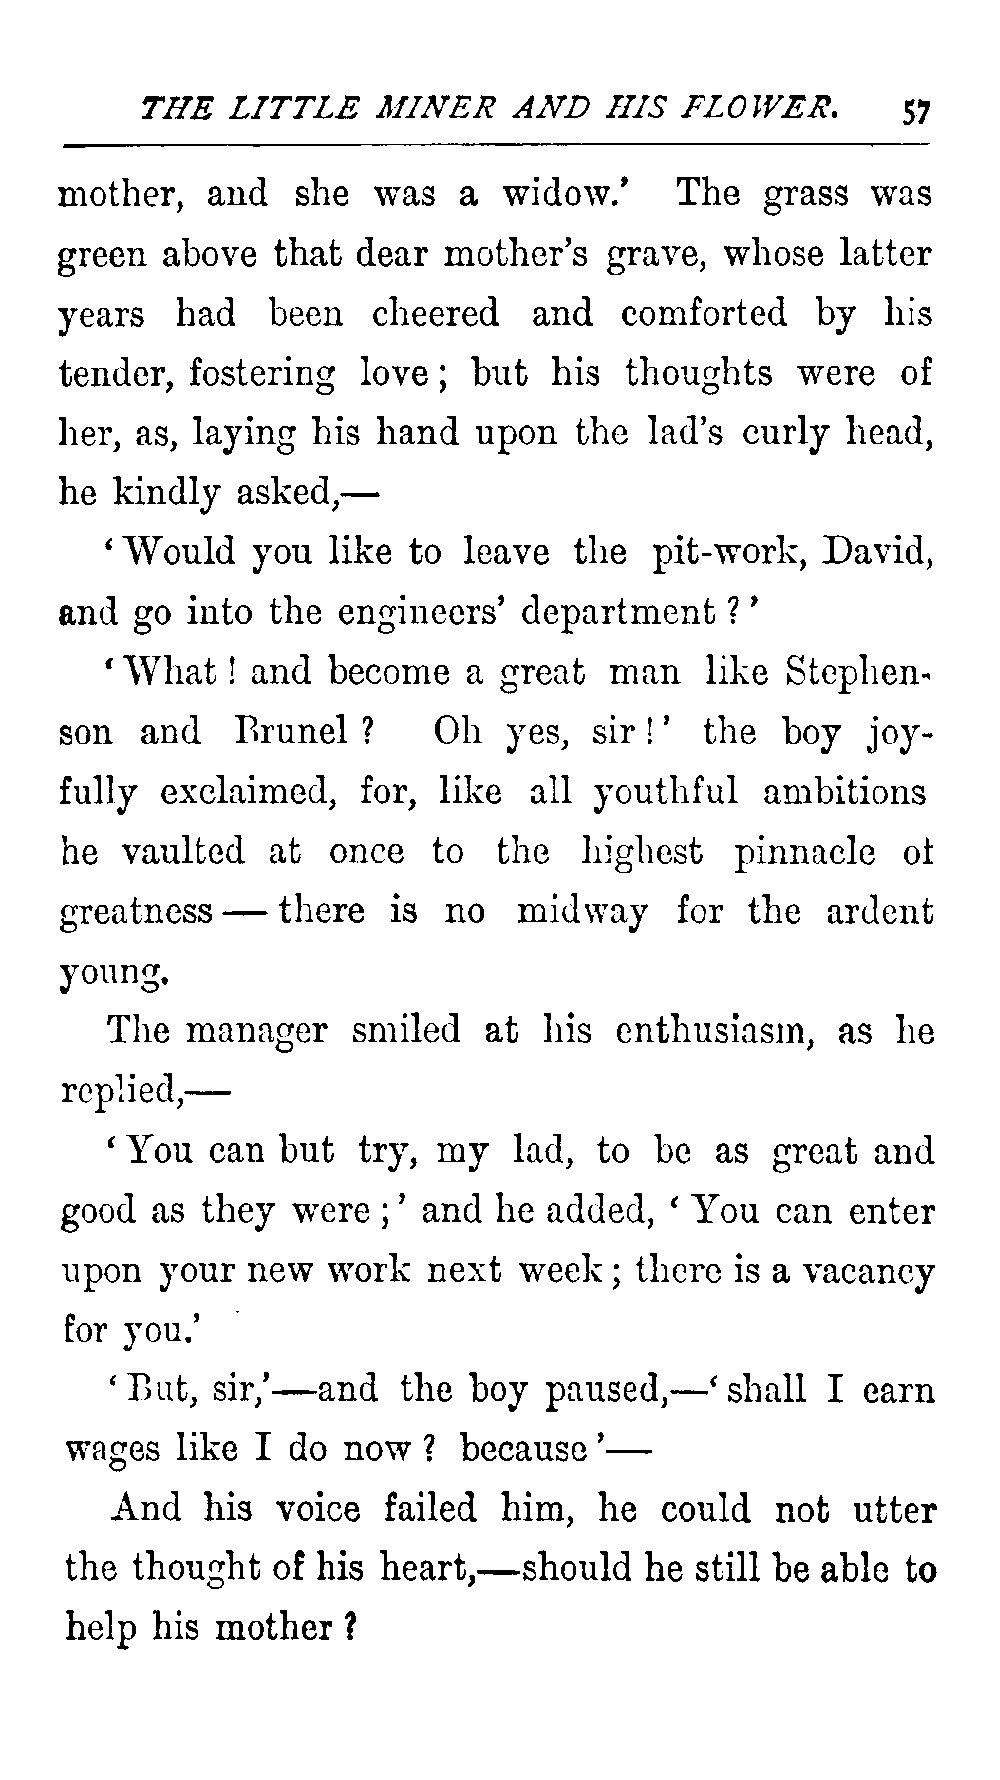 THE LITTLE MINER AND HIS FLOWER. 57
mother, and she was a widow.' The grass was
green above that dear mother's grave, whose latter
years had been cheered and comforted by his
tender, fostering love; but his thoughts were of
her, as, laying his hand upon the lad's curly head,
he kindly asked,—
'Would you like to leave the pit-work, David,
and go into the engineers' department?'
'What! and become a great man like Stephen-
son and Brunel? Oh yes, sir!' the boy joy-
fully exclaimed, for, like all youthful ambitions
he vaulted at once to the highest pinnacle of
greatness — there is no midway for the ardent
young.
The manager smiled at his enthusiasm, as he
replied,—
'You can but try, my lad, to be as great and
good as they were;' and he added, 'You can enter
upon your new work next week; there is a vacancy
for you.'
'But, sir,'—and the boy paused,—'shall I earn
wages like I do now? because'—
And his voice failed him, he could not utter
the thought of his heart,—should he still be able to
help his mother?